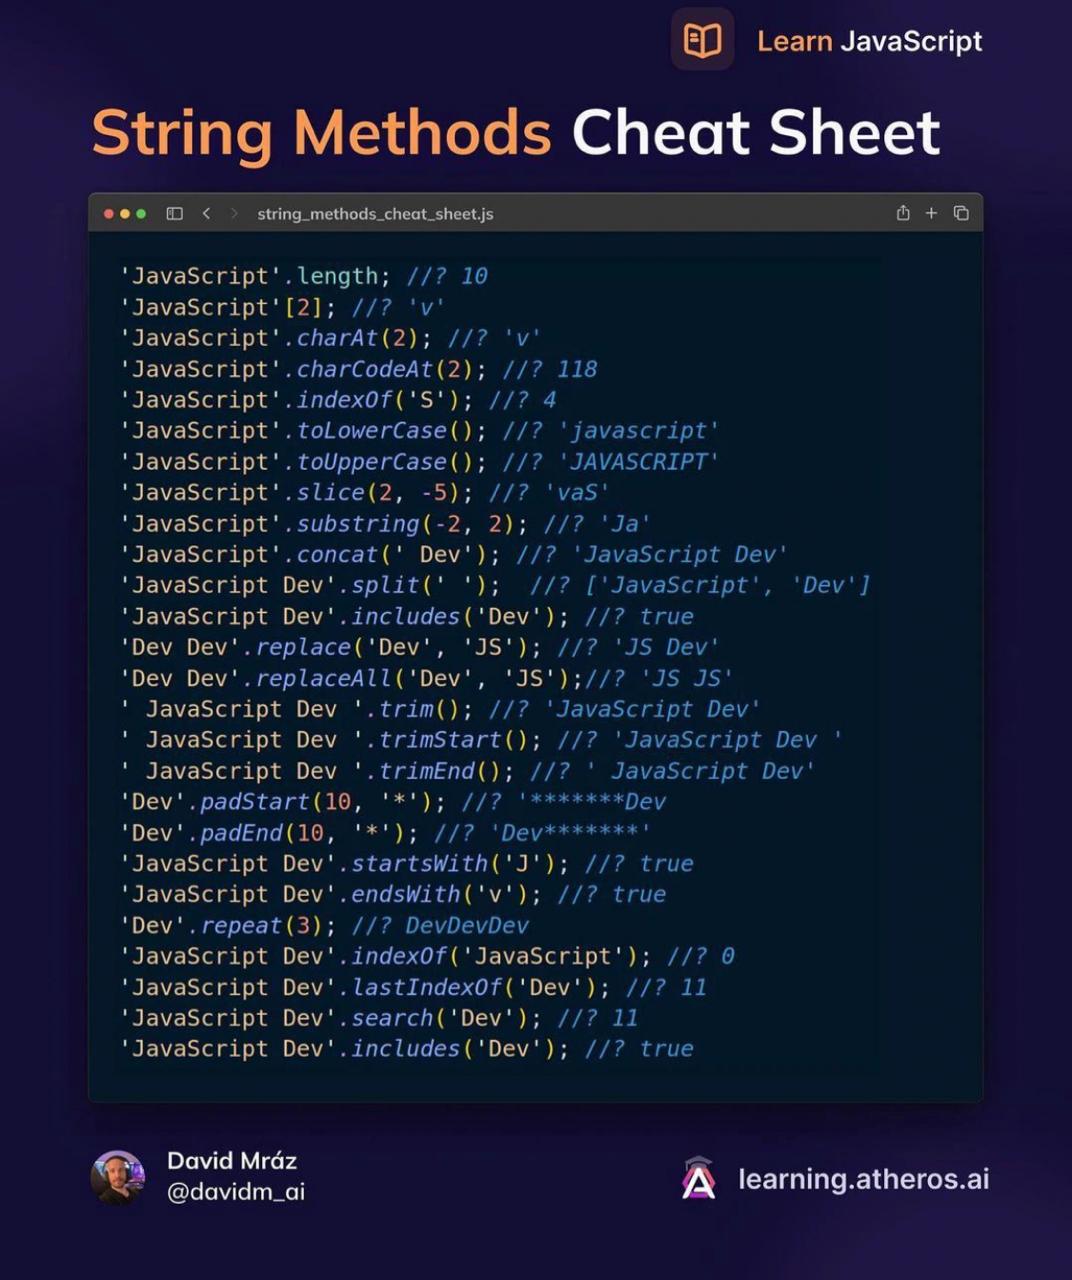 Learn JavaScript
String Methods Cheat Sheet
string_methods_cheat_sheet.js
'JavaScript'.length; //? 10
'JavaScript'[2]; //? 'v'
'JavaScript'.charAt(2); //? 'v'
'JavaScript'.charCodeAt(2); //? 118
'JavaScript'.indexOf('S'); //? 4
'JavaScript'.toLowerCase(); //? 'javascript'
'JavaScript'.toUpperCase(); //? 'JAVASCRIPT'
'JavaScript'.slice(2, -5); //? 'vaS'
'JavaScript'.substring(-2, 2); //? 'Ja'
'JavaScript'.concat(' Dev'); //? 'JavaScript Dev'
'JavaScript Dev'.split(' ');  //? ['JavaScript', 'Dev']
'JavaScript Dev'.includes('Dev'); //? true
'Dev Dev'.replace('Dev', 'JS'); //? 'JS Dev'
'Dev Dev'.replaceAll('Dev', 'JS');//? 'JS JS'
' JavaScript Dev '.trim(); //? 'JavaScript Dev'
' JavaScript Dev '.trimStart(); //? 'JavaScript Dev '
' JavaScript Dev '.trimEnd(); //? ' JavaScript Dev'
'Dev'.padStart(10, '*'); //? '*******Dev
'Dev'.padEnd(10, '*'); //? 'Dev*******'
'JavaScript Dev'.startsWith('J'); //? true
'JavaScript Dev'.endsWith('v'); //? true
'Dev'.repeat(3); //? DevDevDev
'JavaScript Dev'.indexOf('JavaScript'); //? 0
'JavaScript Dev'.lastIndexOf('Dev'); //? 11
'JavaScript Dev'.search('Dev'); //? 11
'JavaScript Dev'.includes('Dev'); //? true
David Mráz
@davidm_ai
learning.atheros.ai